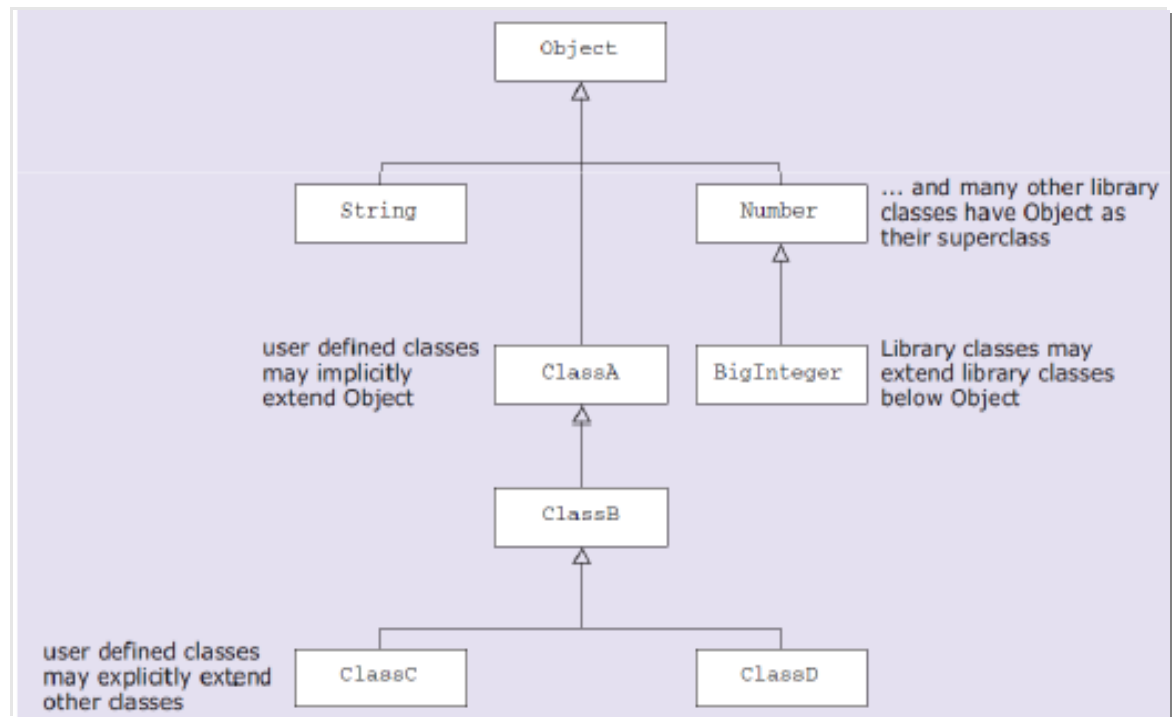 Object
String
Number
... and many other library
classes have Object as
their superclass
user defined classes
may implicitly
extend Object
ClassA
BigInteger
Library classes may
extend library classes
below Object
ClassB
user defined classes
may explicitly extend
other classes
ClassC
ClassD